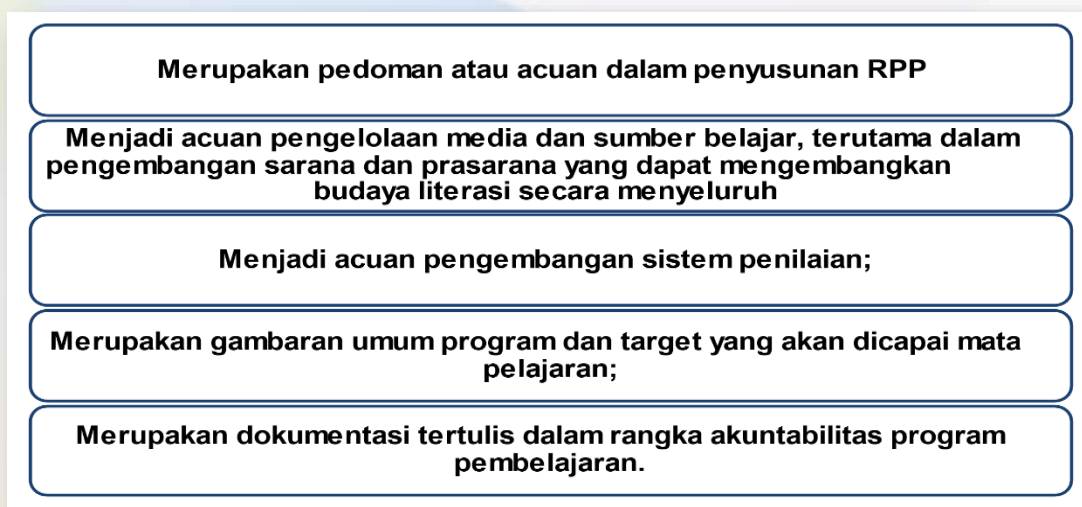 Merupakan pedoman atau acuan dalam penyusunan RPP
Menjadi acuan pengelolaan media dan sumber belajar, terutama dalam
pengembangan sarana dan prasarana yang dapat mengembangkan
budaya literasi secara menyeluruh
Menjadi acuan pengembangan sistem penilaian;
Merupakan gambaran umum program dan target yang akan dicapai mata
pelajaran;
Merupakan dokumentasi tertulis dalam rangka akuntabilitas program
pembelajaran.